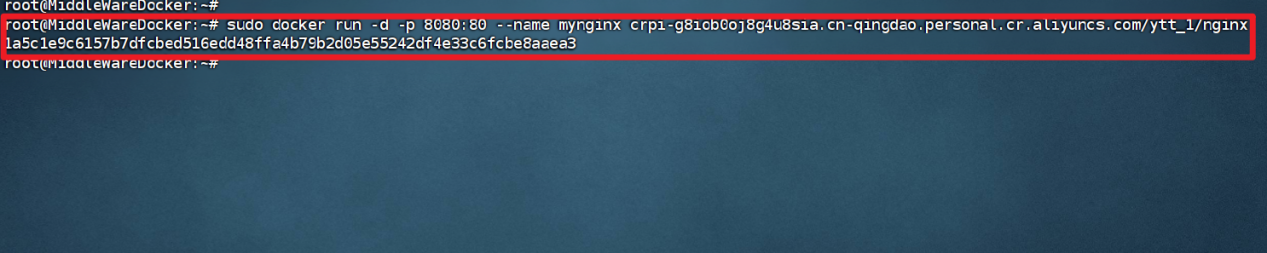 root@MiddleWareDocker:~#
root@MiddleWareDocker:~# sudo docker run -d -p 8080:80 --name mynginx crpi-g8iob0oj8g4u8sia.cn-qingdao.personal.cr.aliyuncs.com/ytt_1/nginx
1a5c1e9c6157b7dfcbed516edd48ffa4b79b2d05e55242df4e33c6fcbe8aaea3
root@MiddleWareDocker:~#